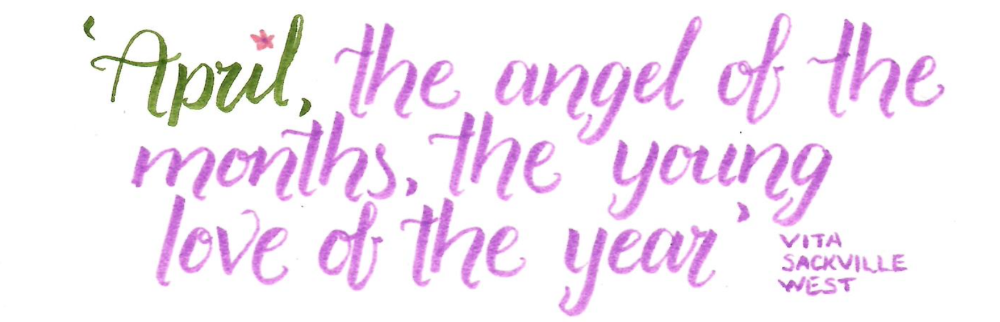 ‘April, the angel of the
months, the young
love of the year’
VITA
SACKVILLE
WEST